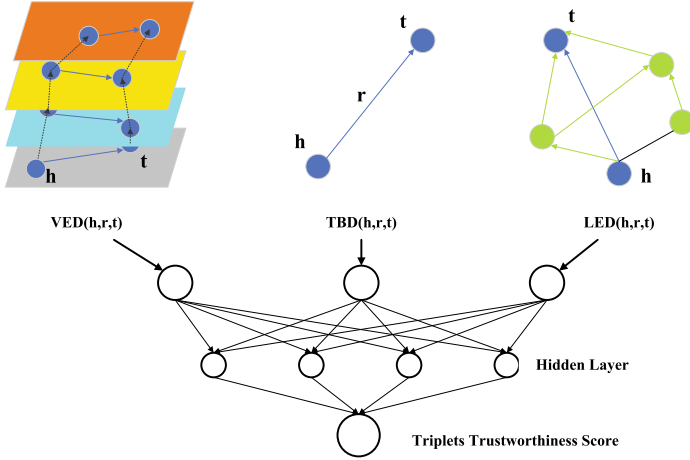 h
t
h
r
t
t
h
VED(h,r,t)
TBD(h,r,t)
LED(h,r,t)
Hidden Layer
Triplets Trustworthiness Score